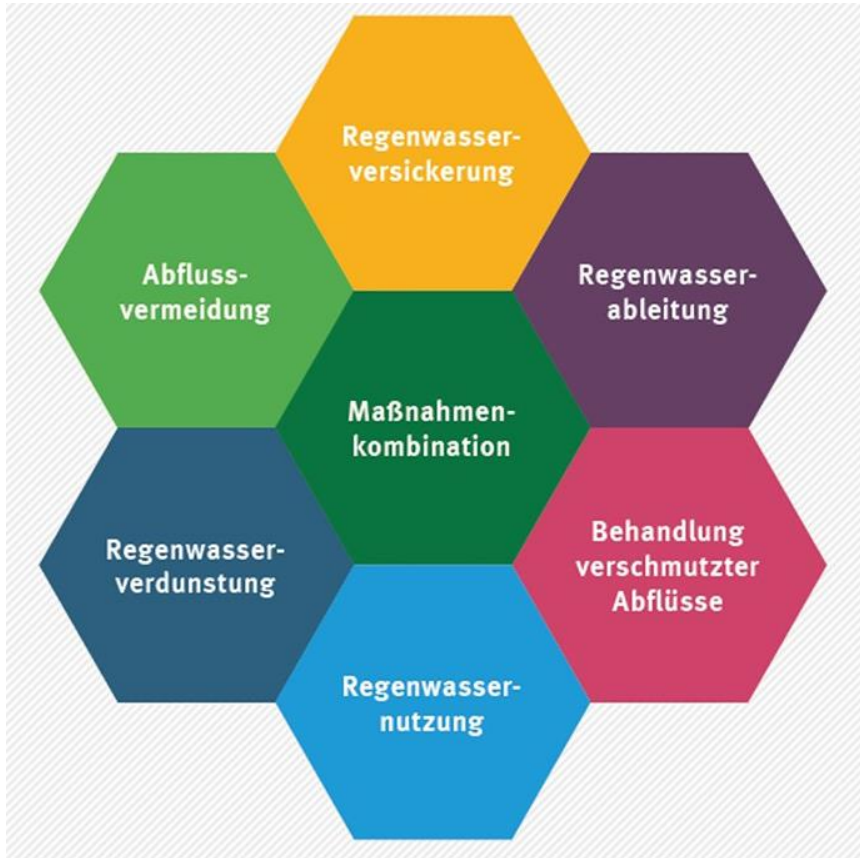 Regenwasser-
versickerung
Abfluss-
vermeidung
Regenwasser-
ableitung
Maßnahmen-
kombination
Regenwasser-
verdunstung
Behandlung
verschmutzter
Abflüsse
Regenwasser-
nutzung